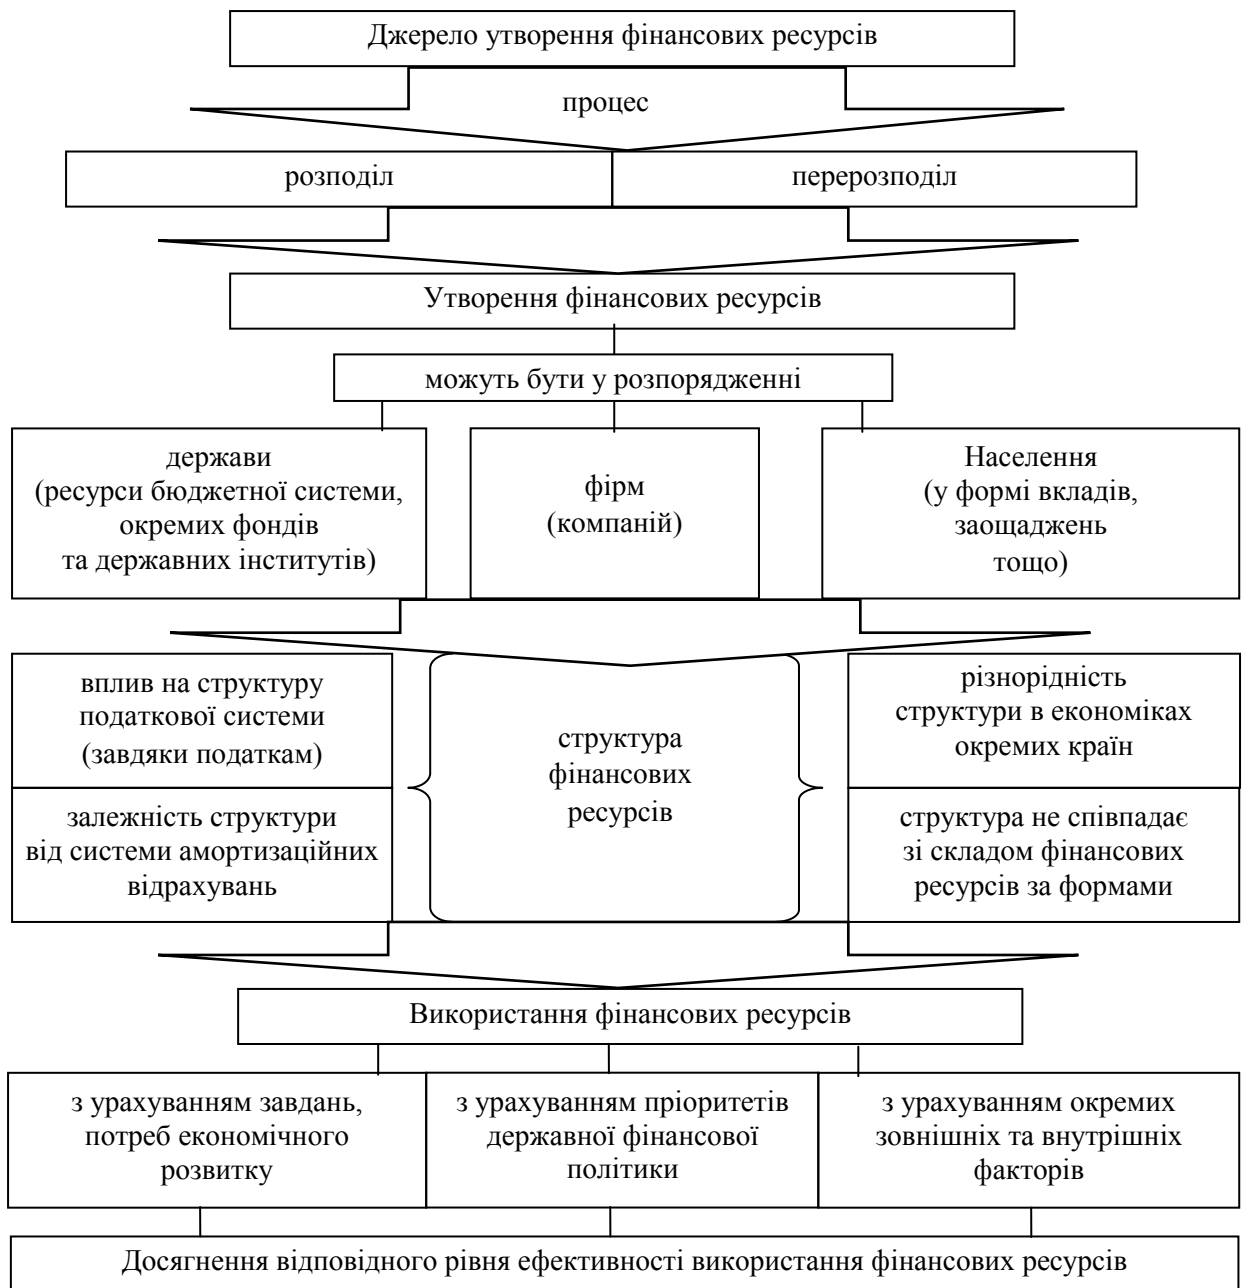 Джерело утворення фінансових ресурсів
процес
розподіл
перерозподіл
Утворення фінансових ресурсів
можуть бути у розпорядженні
держави
(ресурси бюджетної системи,
окремих фондів
та державних інститутів)
фірм
(компаній)
Населення
(у формі вкладів,
заощаджень
тощо)
вплив на структуру
податкової системи
(завдяки податкам)
залежність структури
від системи амортизаційних
відрахувань
структура
фінансових
ресурсів
різнорідність
структури в економіках
окремих країн
структура не співпадає
зі складом фінансових
ресурсів за формами
Використання фінансових ресурсів
з урахуванням завдань,
потреб економічного
розвитку
з урахуванням пріоритетів
державної фінансової
політики
з урахуванням окремих
зовнішніх та внутрішніх
факторів
Досягнення відповідного рівня ефективності використання фінансових ресурсів